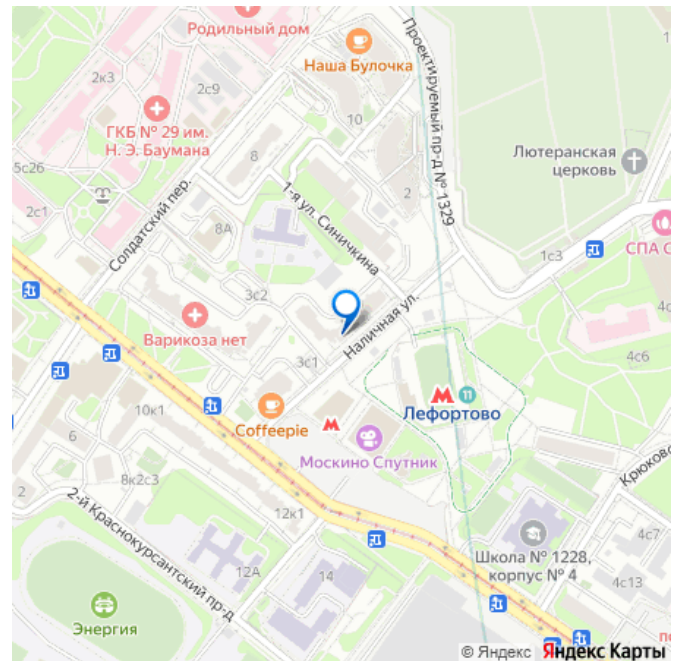 Родильный дом
2к3
2с9
Наша Булочка
Проектируемый пр-д № 1329
ГКБ № 29 им.
Н. Э. Баумана
10
Лютеранская
церковь
5с26
8
2
2с1
Солдатский пер.
1-я ул. Синичкина
8А
1с3
СПА С
3с2
4с
Варикоза нет
Наличная ул.
3с1
4с6
11
Лефортово
10к1
Coffeepie
6
Москино Спутник
Крюково
8к2с3
2
2-й Краснокурсантский пр-д
12к1
Школа № 1228,
корпус № 4
4с7
12А
14
4с13
Энергия
по
© Яндекс Яндекс Карты